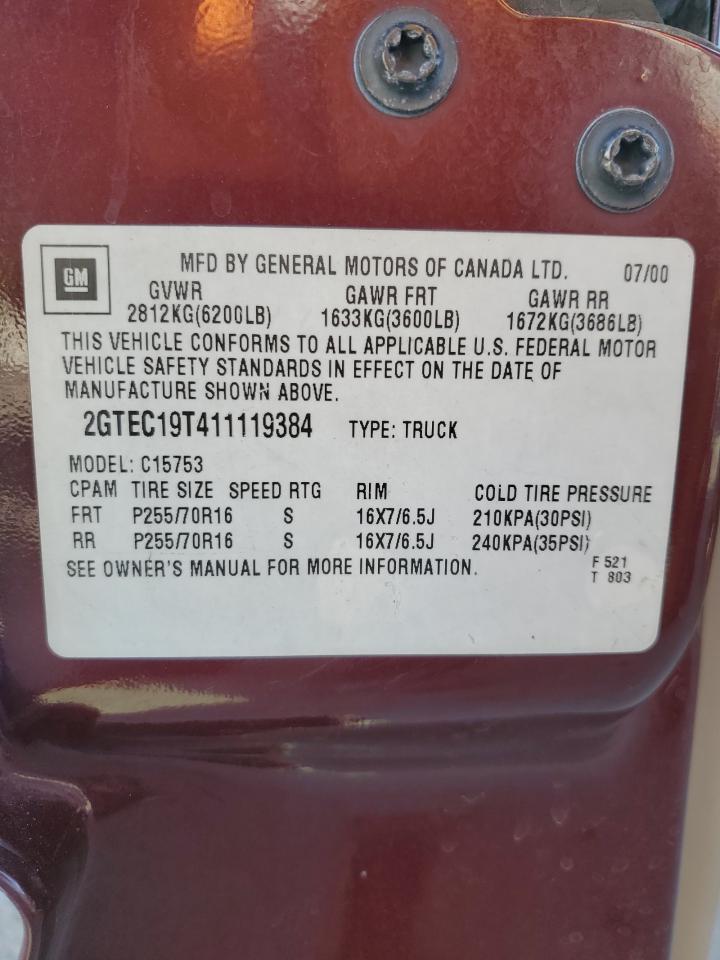 GM
MFD BY GENERAL MOTORS OF CANADA LTD. 07/00
GVWR GAWR FRT GAWR RR
2812KG(6200LB) 1633KG(3600LB) 1672KG(3686LB)
THIS VEHICLE CONFORMS TO ALL APPLICABLE U.S. FEDERAL MOTOR
VEHICLE SAFETY STANDARDS IN EFFECT ON THE DATE OF
MANUFACTURE SHOWN ABOVE.
2GTEC19T411119384 TYPE: TRUCK
MODEL: C15753
CPAM TIRE SIZE SPEED RTG RIM COLD TIRE PRESSURE
FRT P255/70R16 S 16X7/6.5J 210KPA(30PSI)
RR P255/70R16 S 16X7/6.5J 240KPA(35PSI)
SEE OWNER'S MANUAL FOR MORE INFORMATION. F 521
T 803